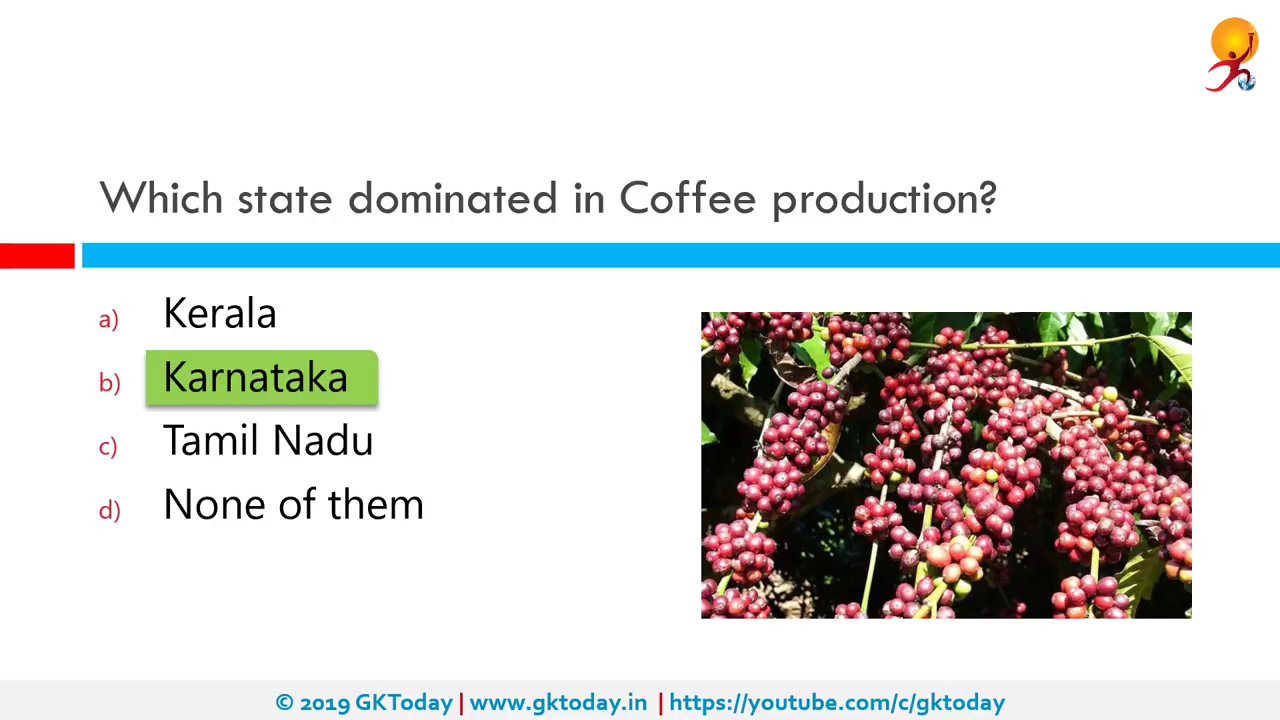 Which state dominated in Coffee production?
a) Kerala
b) Karnataka
c) Tamil Nadu
d) None of them
© 2019 GKToday | www.gktoday.in | https://youtube.com/c/gktoday